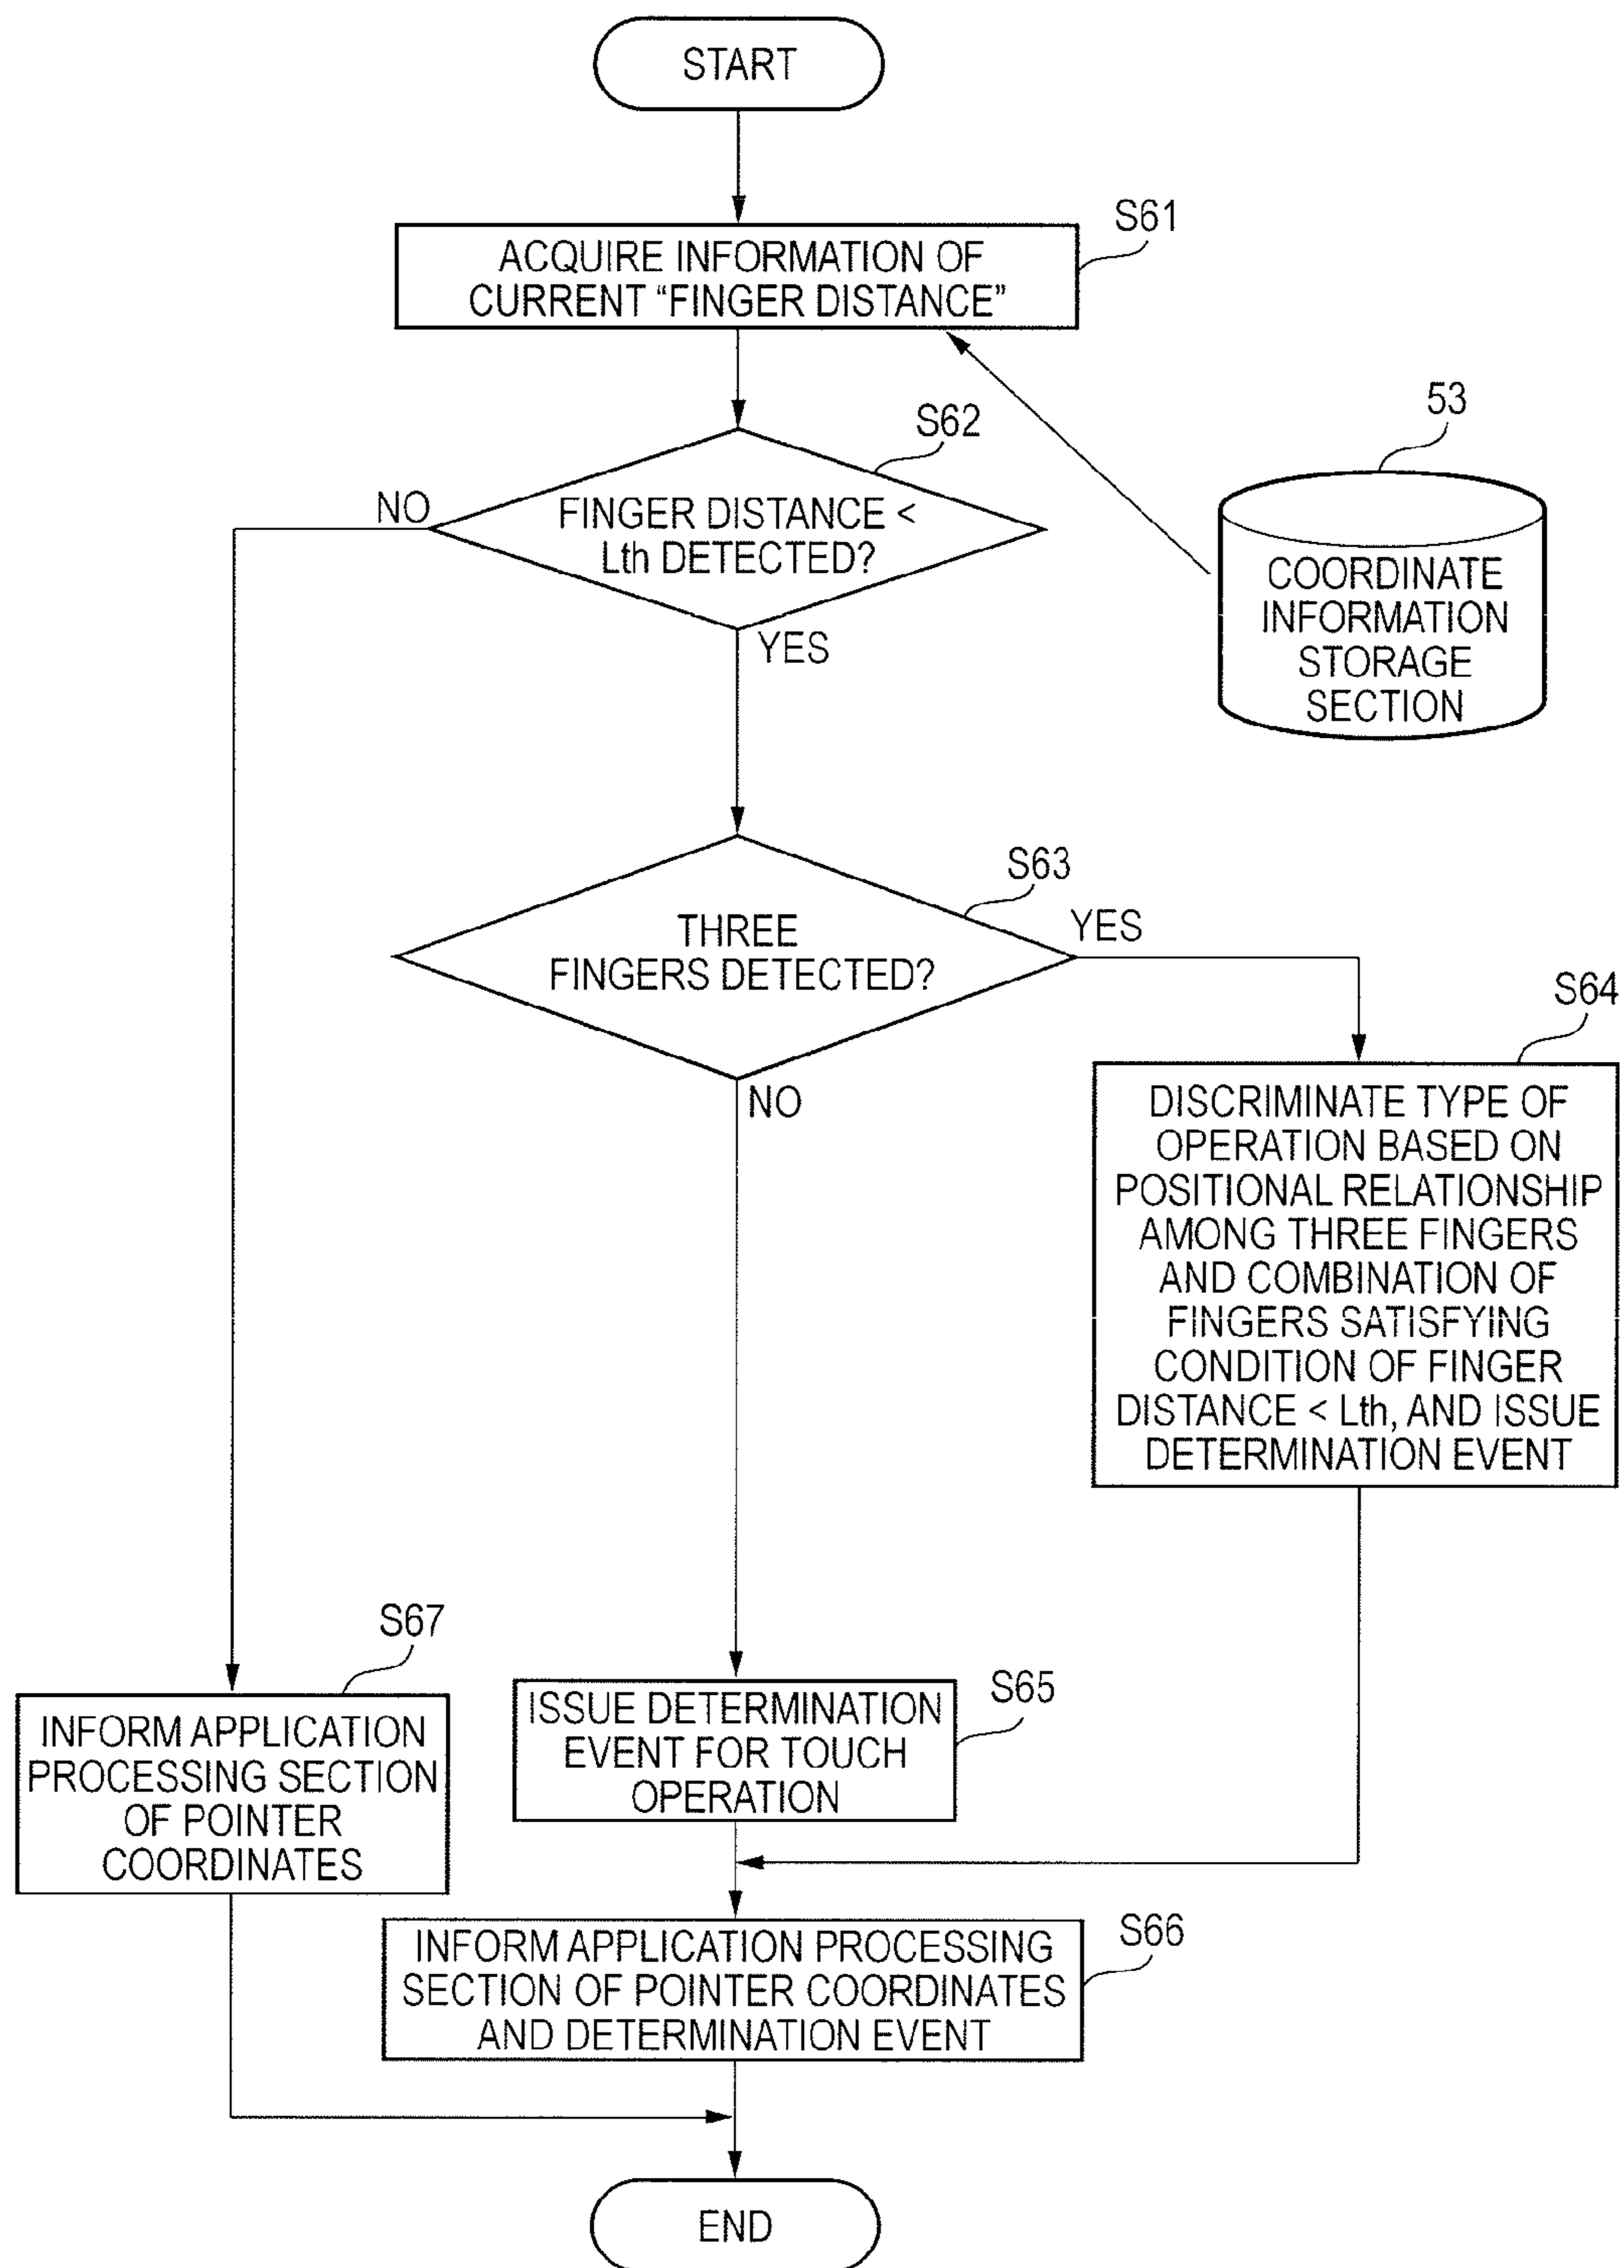 START
S61
ACQUIRE INFORMATION OF
CURRENT “FINGER DISTANCE”
53
S62
NO
FINGER DISTANCE <
Lth DETECTED?
YES
COORDINATE
INFORMATION
STORAGE
SECTION
S63
THREE
FINGERS DETECTED?
YES
NO
S64
DISCRIMINATE TYPE OF
OPERATION BASED ON
POSITIONAL RELATIONSHIP
AMONG THREE FINGERS
AND COMBINATION OF
FINGERS SATISFYING
CONDITION OF FINGER
DISTANCE < Lth, AND ISSUE
DETERMINATION EVENT
S67
INFORM APPLICATION
PROCESSING SECTION
OF POINTER
COORDINATES
S65
ISSUE DETERMINATION
EVENT FOR TOUCH
OPERATION
S66
INFORM APPLICATION PROCESSING
SECTION OF POINTER COORDINATES
AND DETERMINATION EVENT
END